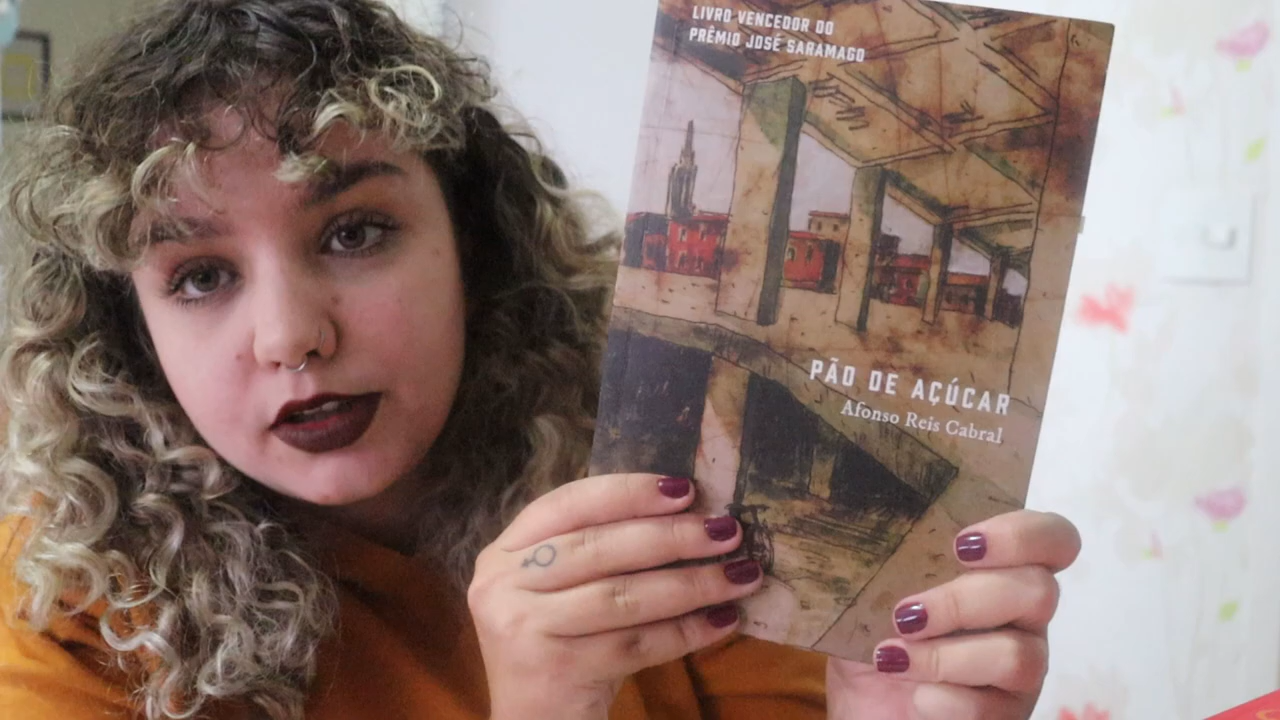 LIVRO VENCEDOR DO
PRÊMIO JOSÉ SARAMAGO
PÃO DE AÇÚCAR
Afonso Reis Cabral